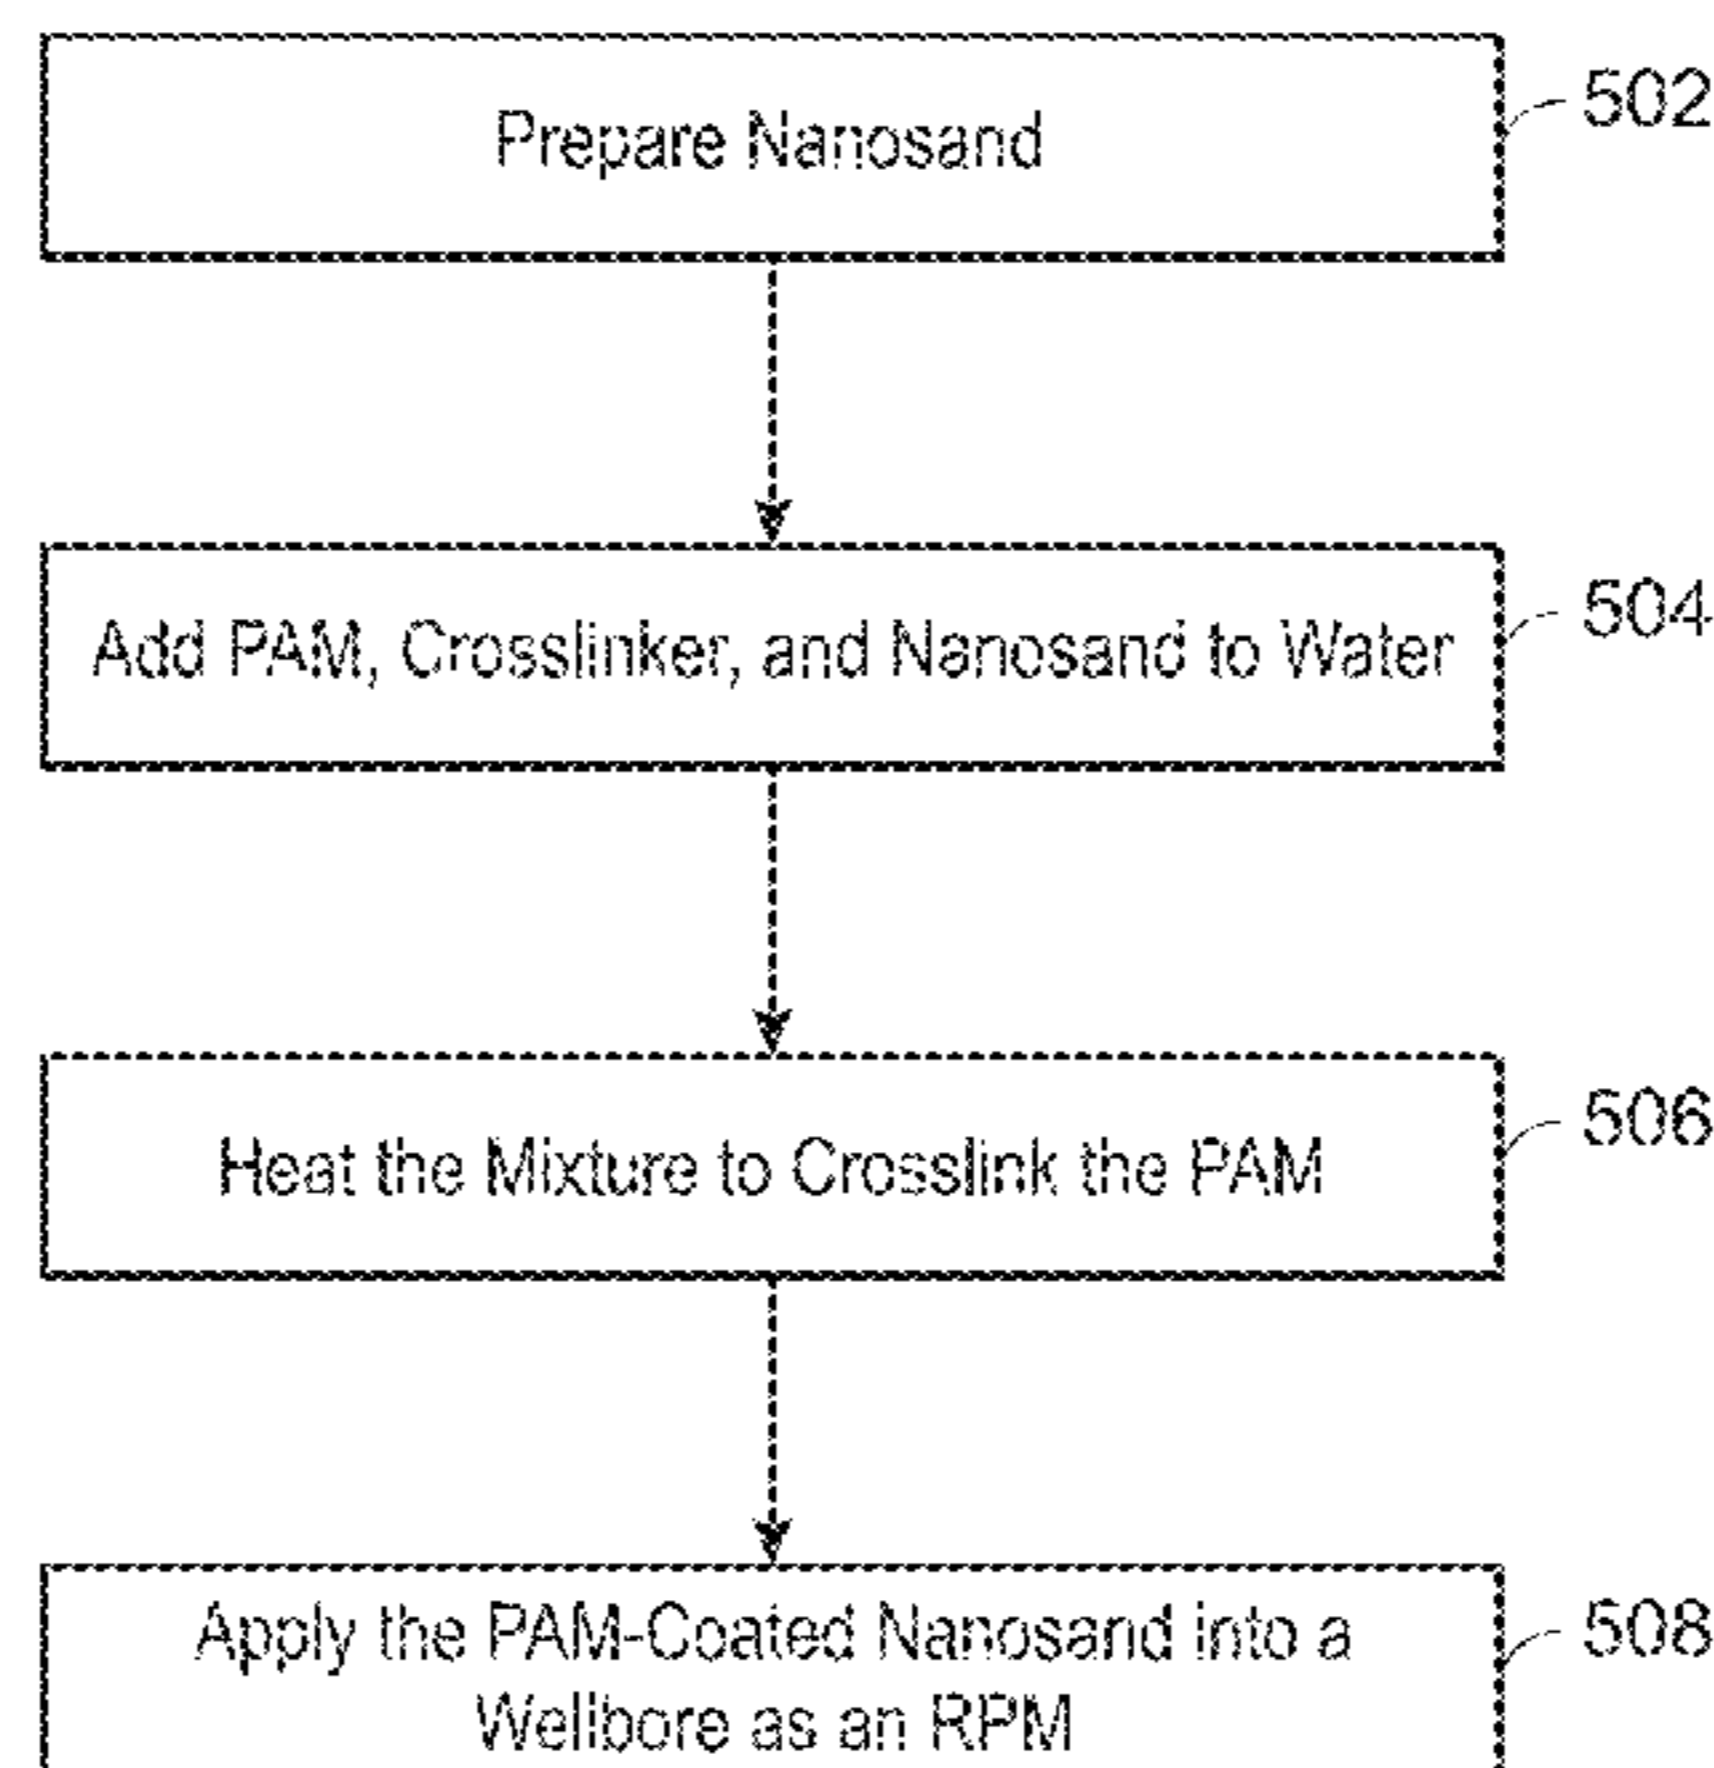 Prepare Nanosand
502
Add PAM, Crosslinker, and Nanosand to Water
504
Heat the Mixture to Crosslink the PAM
506
Apply the PAM-Coated Nanosand into a
Wellbore as an RPM
508